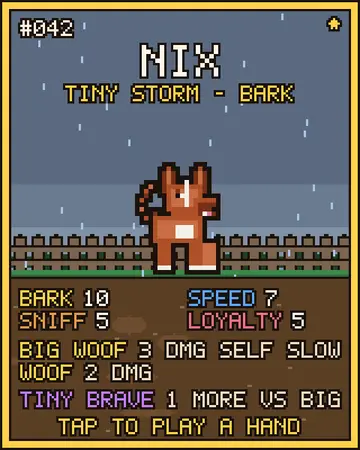 #042
NIX
TINY STORM - BARK
BARK 10 SPEED 7
SNIFF 5 LOYALTY 5
BIG WOOF 3 DMG SELF SLOW
WOOF 2 DMG
TINY BRAVE 1 MORE VS BIG
TAP TO PLAY A HAND